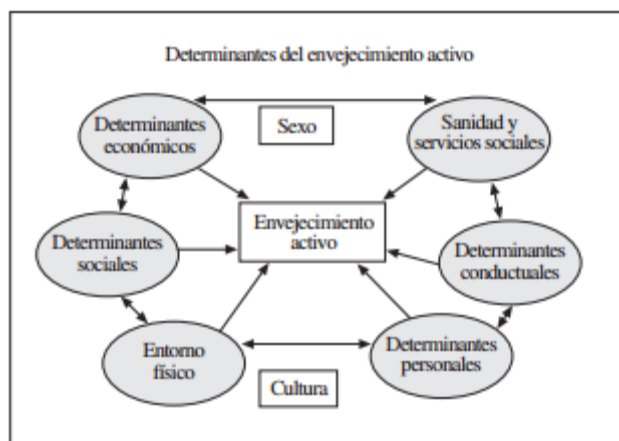 Determinantes del envejecimiento activo
Determinantes
económicos
Sexo
Sanidad y
servicios sociales
Determinantes
sociales
Envejecimiento
activo
Determinantes
conductuales
Entorno
físico
Cultura
Determinantes
personales